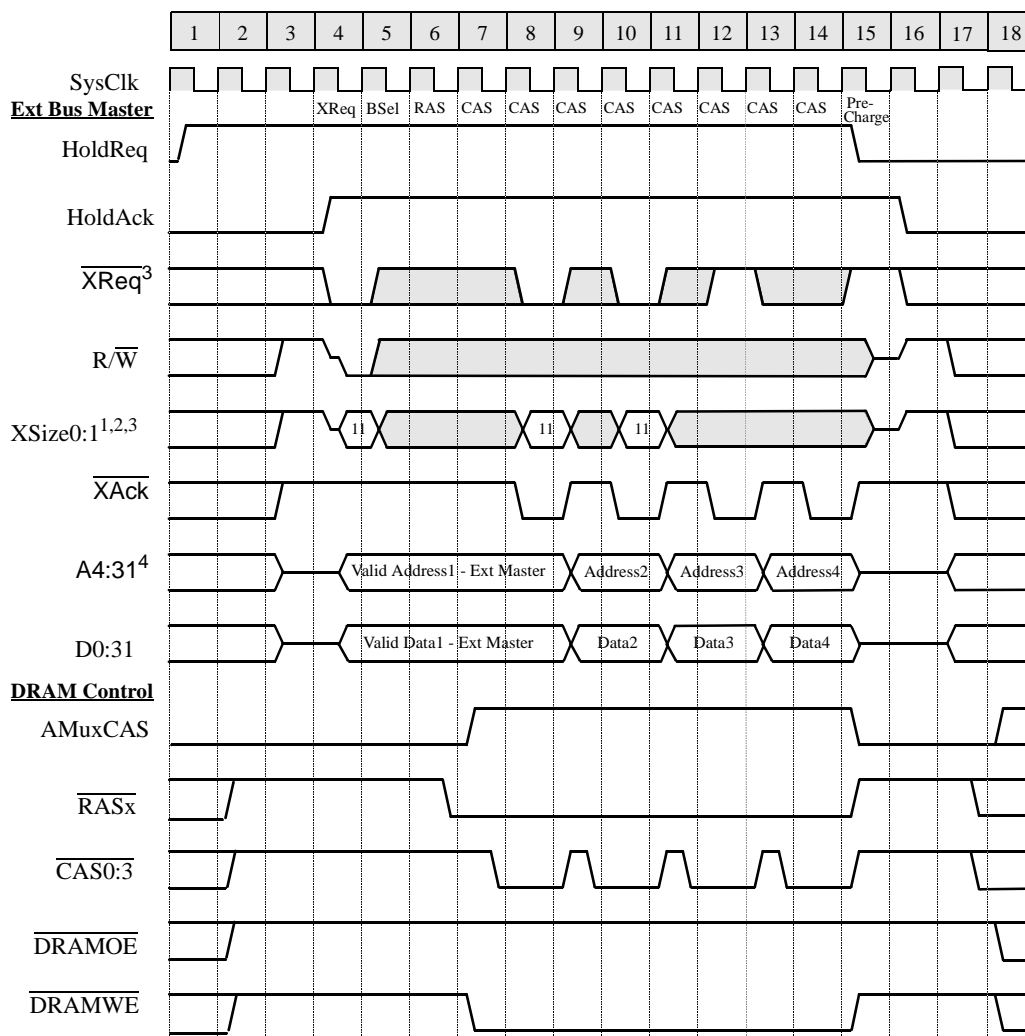 1 2 3 4 5 6 7 8 9 10 11 12 13 14 15 16 17 18
SysClk
Ext Bus Master
XReq BSel RAS CAS CAS CAS CAS CAS CAS CAS CAS Pre-
Charge
HoldReq
HoldAck
XReq3
R/W
XSize0:11,2,3
11 11 11
XAck
A4:314
Valid Address1 - Ext Master Address2 Address3 Address4
D0:31
Valid Data1 - Ext Master Data2 Data3 Data4
DRAM Control
AMuxCAS
RASx
CAS0:3
DRAMOE
DRAMWE